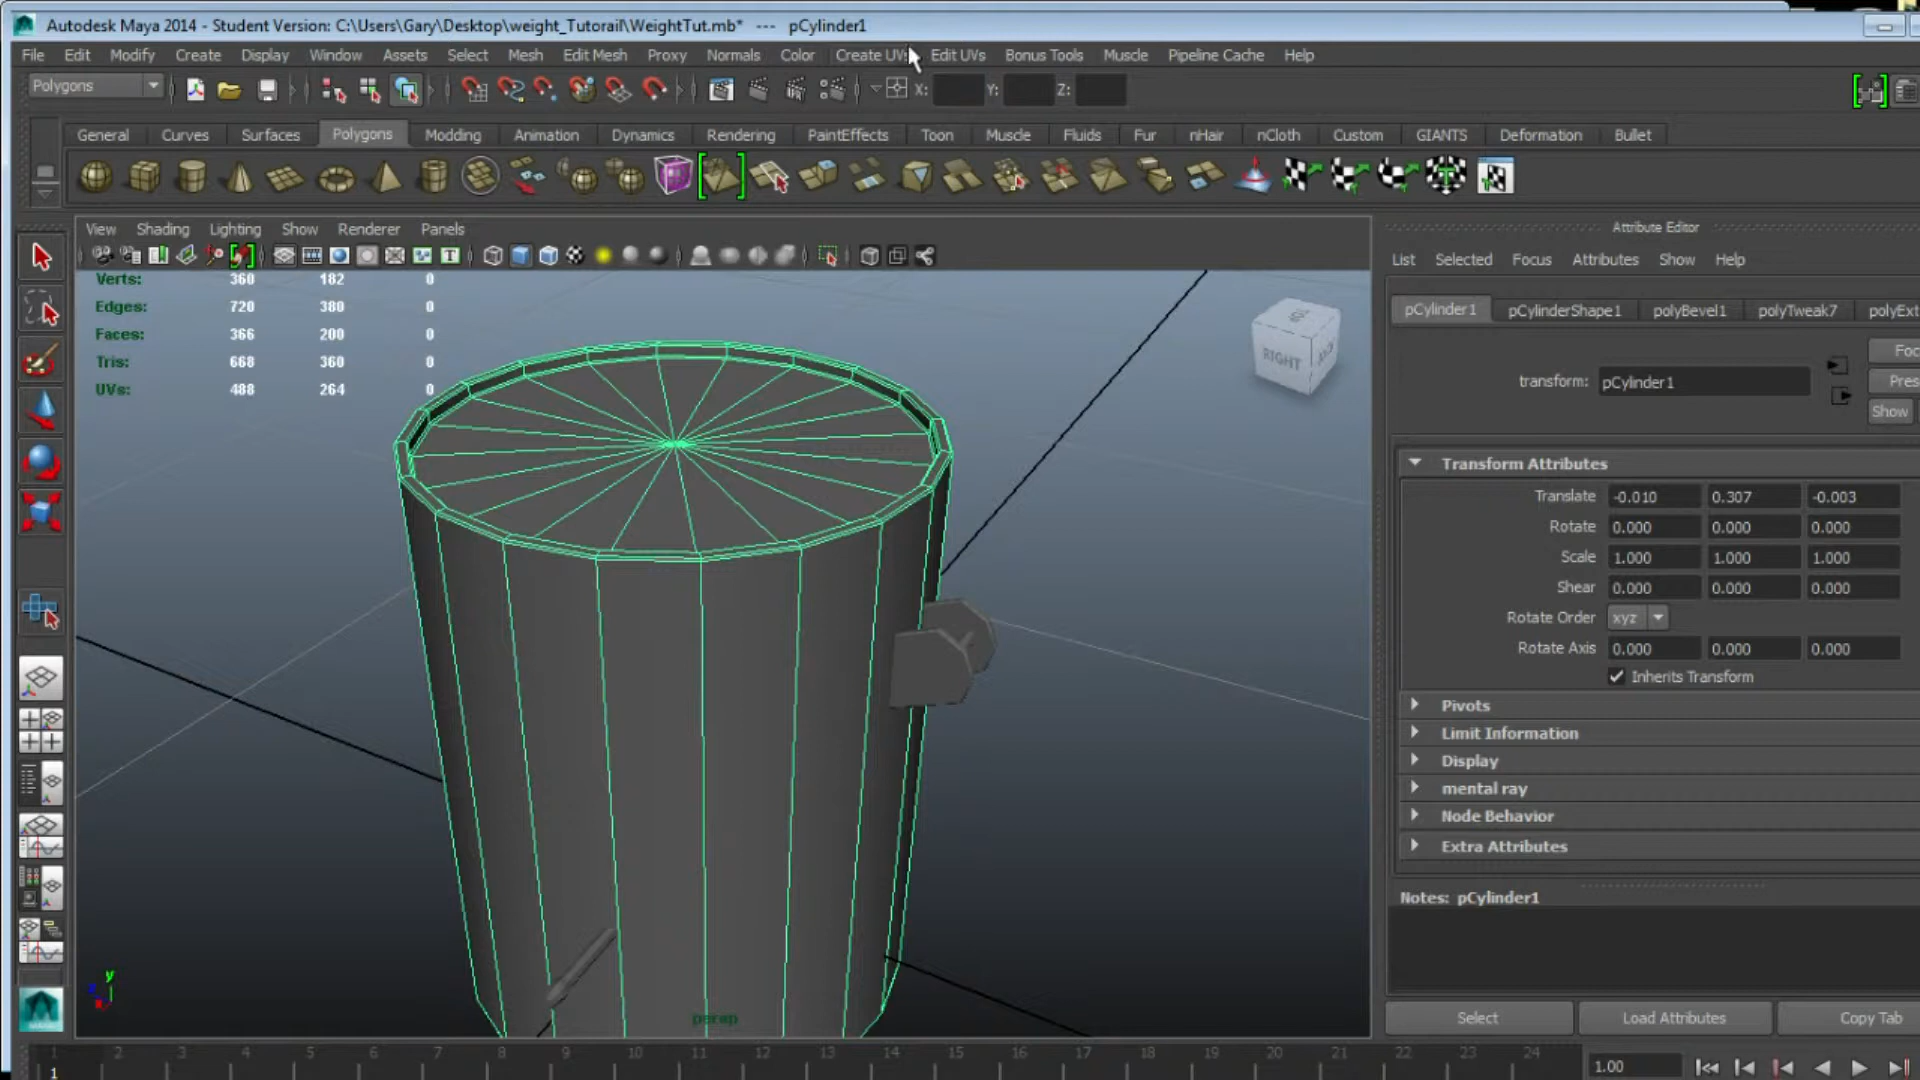 Autodesk Maya 2014 - Student Version: C:\Users\Gary\Desktop\weight_Tutorail\WeightTut.mb* --- pCylinder1
File Edit Modify Create Display Window Assets Select Mesh Edit Mesh Proxy Normals Color Create UVs Edit UVs Bonus Tools Muscle Pipeline Cache Help
Polygons X: Y: Z:
General Curves Surfaces Polygons Modding Animation Dynamics Rendering PaintEffects Toon Muscle Fluids Fur nHair nCloth Custom GIANTS Deformation Bullet
View Shading Lighting Show Renderer Panels
Attribute Editor
List Selected Focus Attributes Show Help
Verts: 360 182 0
Edges: 720 380 0
Faces: 366 200 0
Tris: 668 360 0
UVs: 488 264 0
RIGHT
pCylinder1 pCylinderShape1 polyBevel1 polyTweak7 polyExt
Foc
transform: pCylinder1
Pres
Show
Transform Attributes
Translate -0.010 0.307 -0.003
Rotate 0.000 0.000 0.000
Scale 1.000 1.000 1.000
Shear 0.000 0.000 0.000
Rotate Order xyz
Rotate Axis 0.000 0.000 0.000
Inherits Transform
Pivots
Limit Information
Display
mental ray
Node Behavior
Extra Attributes
Notes: pCylinder1
y
x
persp
Select Load Attributes Copy Tab
1 2 3 4 5 6 7 8 9 10 11 12 13 14 15 16 17 18 19 20 21 22 23 24
1
1.00